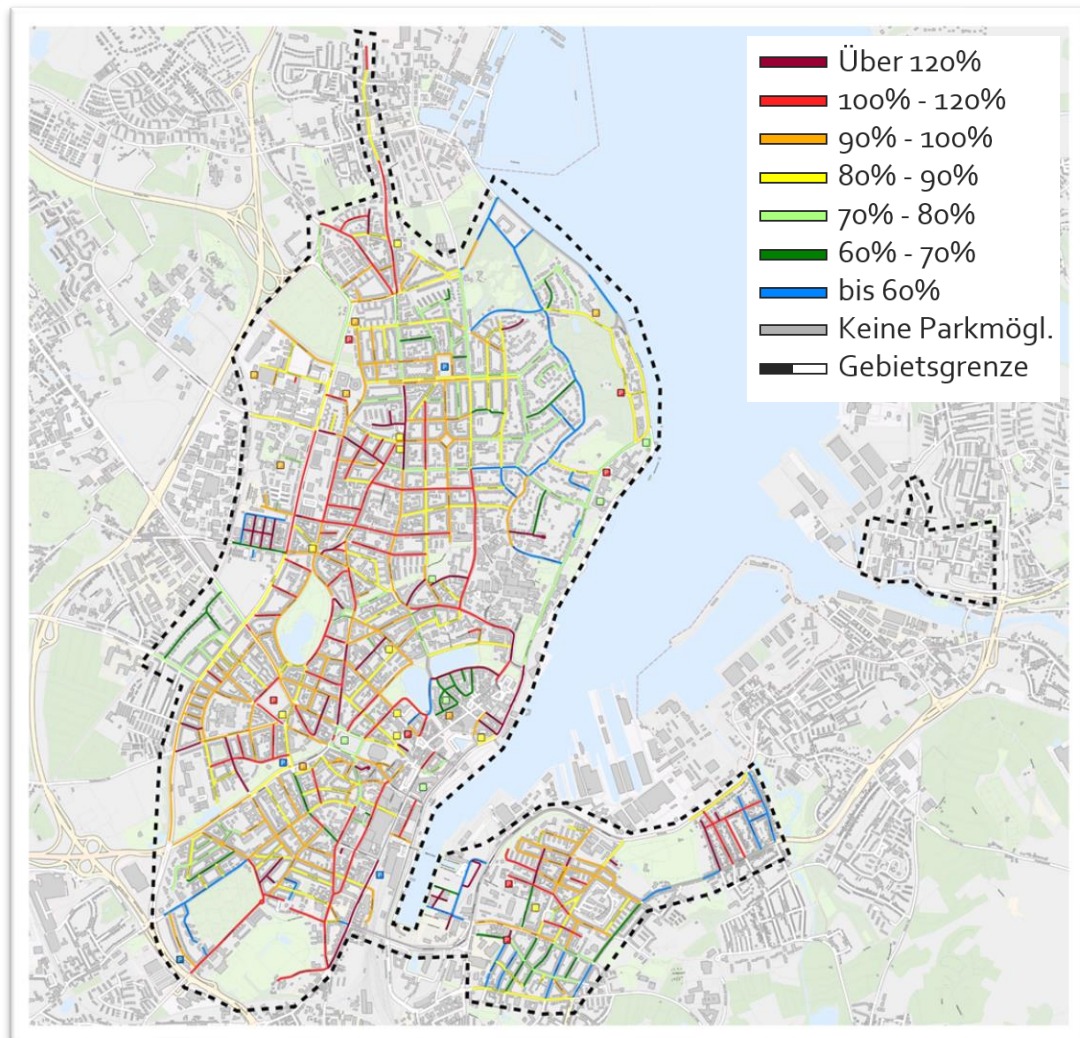 Über 120%
100% - 120%
90% - 100%
80% - 90%
70% - 80%
60% - 70%
bis 60%
Keine Parkmögl.
Gebietsgrenze